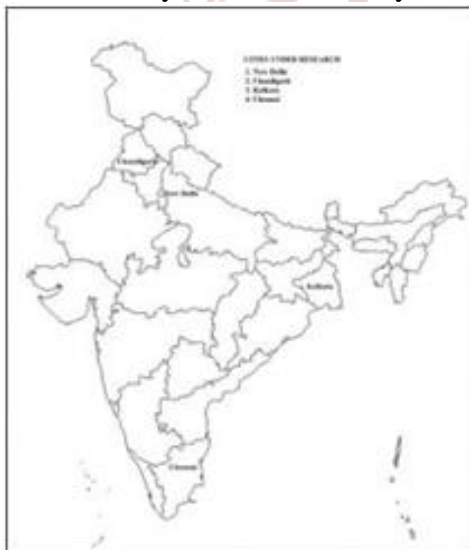 CITIES UNDER RESEARCH
1. New Delhi
2. Chandigarh
3. Kolkata
4. Chennai
Chandigarh
New Delhi
Kolkata
Chennai